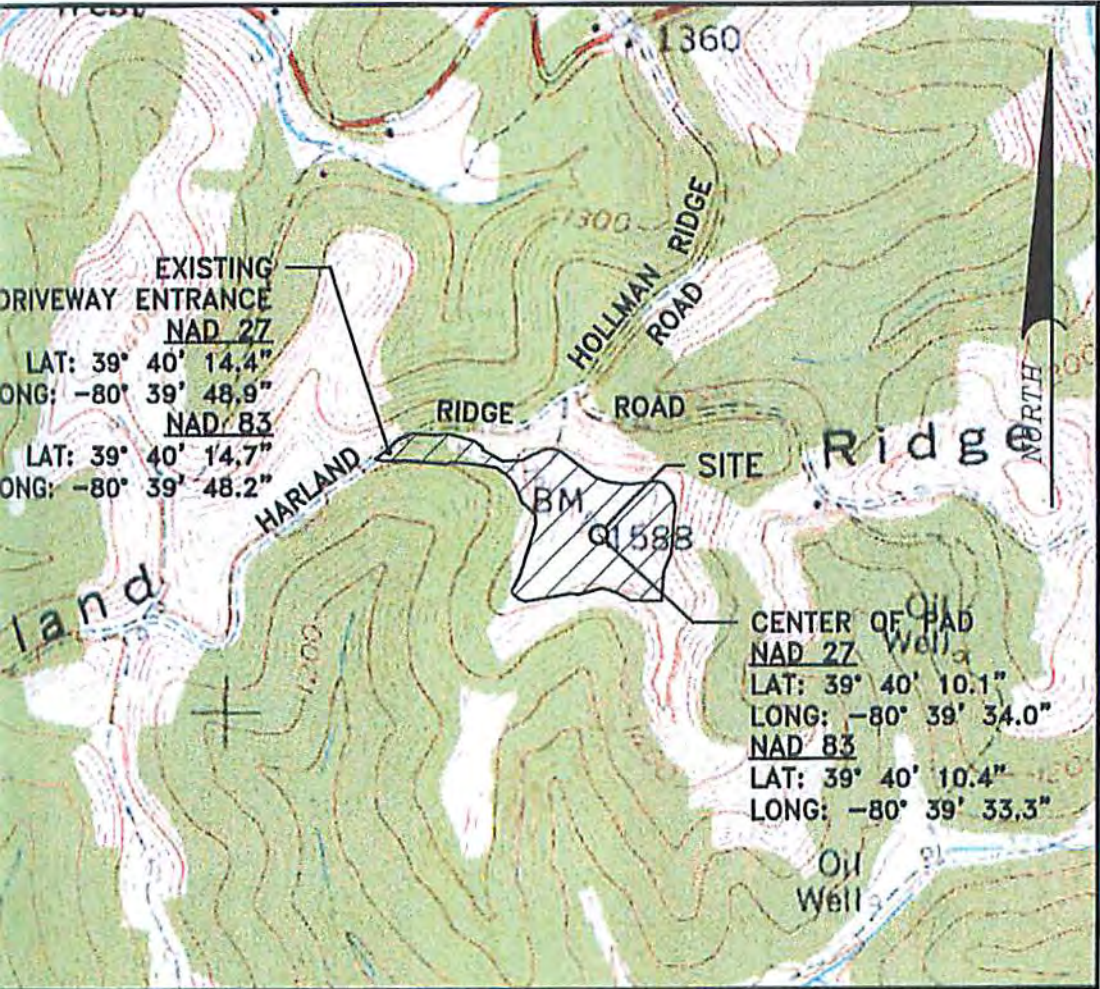 1360
1300
HOLLMAN RIDGE
ROAD
EXISTING
DRIVEWAY ENTRANCE
NAD 27
LAT: 39° 40' 14.4"
ONG: -80° 39' 48.9"
NAD 83
LAT: 39° 40' 14.7"
ONG: -80° 39' 48.2"
HARLAND
RIDGE
ROAD
SITE
Ridge
NORTH
BM
1588
land
1200
Oil
Well
CENTER OF PAD
NAD 27
LAT: 39° 40' 10.1"
LONG: -80° 39' 34.0"
NAD 83
LAT: 39° 40' 10.4"
LONG: -80° 39' 33.3"
Oil
Well